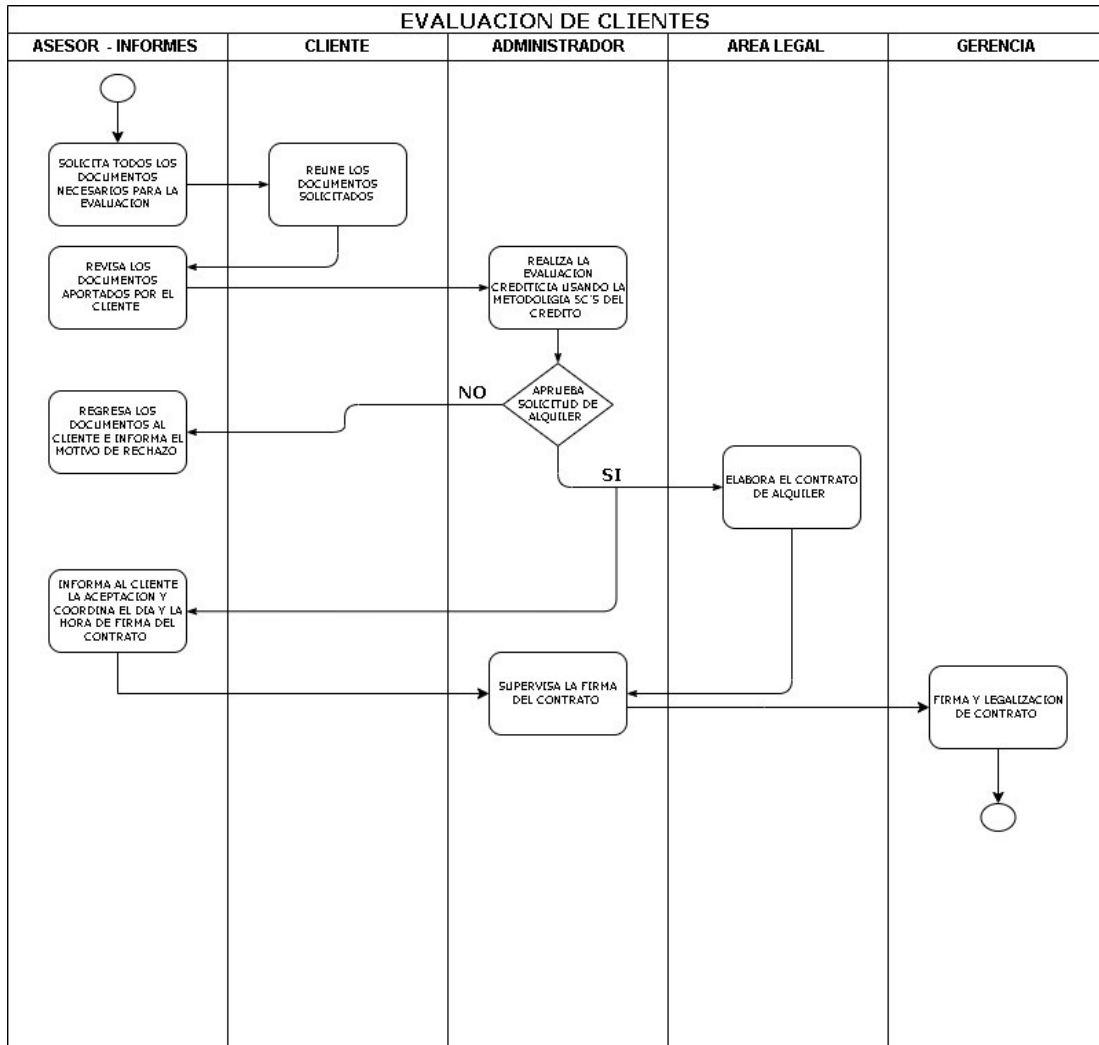 EVALUACION DE CLIENTES
ASESOR - INFORMES
CLIENTE
ADMINISTRADOR
AREA LEGAL
GERENCIA
SOLICITA TODOS LOS
DOCUMENTOS
NECESARIOS PARA LA
EVALUACION
REUNE LOS
DOCUMENTOS
SOLICITADOS
REVISA LOS
DOCUMENTOS
APORTADOS POR EL
CLIENTE
REALIZA LA
EVALUACION
CREDITICIA USANDO LA
METODOLIGIA 5C'S DEL
CREDITO
APRUEBA
SOLICITUD DE
ALQUILER
NO
REGRESA LOS
DOCUMENTOS AL
CLIENTE E INFORMA EL
MOTIVO DE RECHAZO
SI
ELABORA EL CONTRATO
DE ALQUILER
INFORMA AL CLIENTE
LA ACEPTACION Y
COORDINA EL DIA Y LA
HORA DE FIRMA DEL
CONTRATO
SUPERVISA LA FIRMA
DEL CONTRATO
FIRMA Y LEGALIZACION
DE CONTRATO